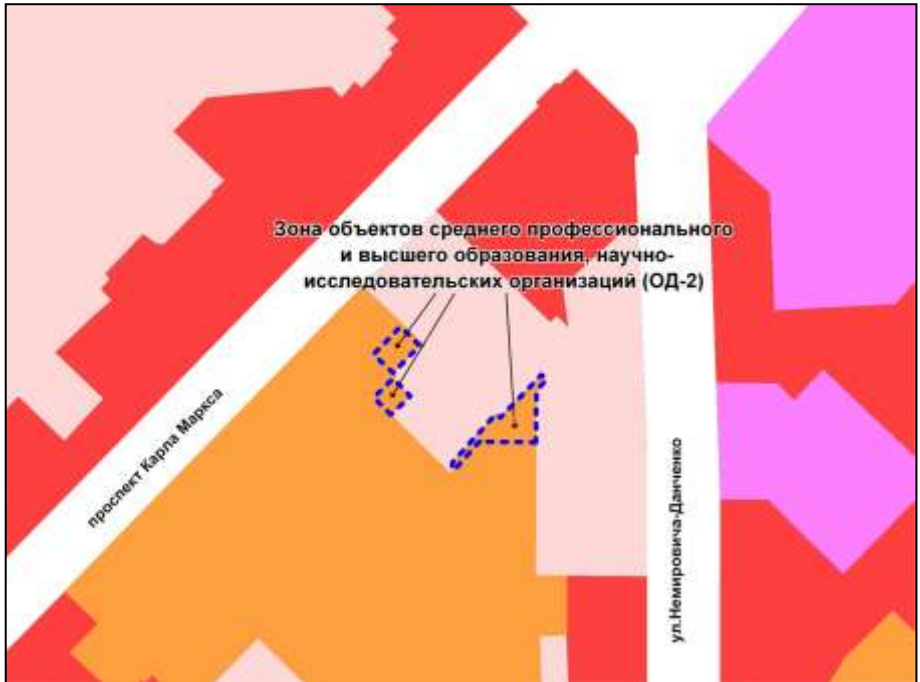 Зона объектов среднего профессионального
и высшего образования, научно-
исследовательских организаций (ОД-2)
проспект Карла Маркса
ул.Немировича-Данченко